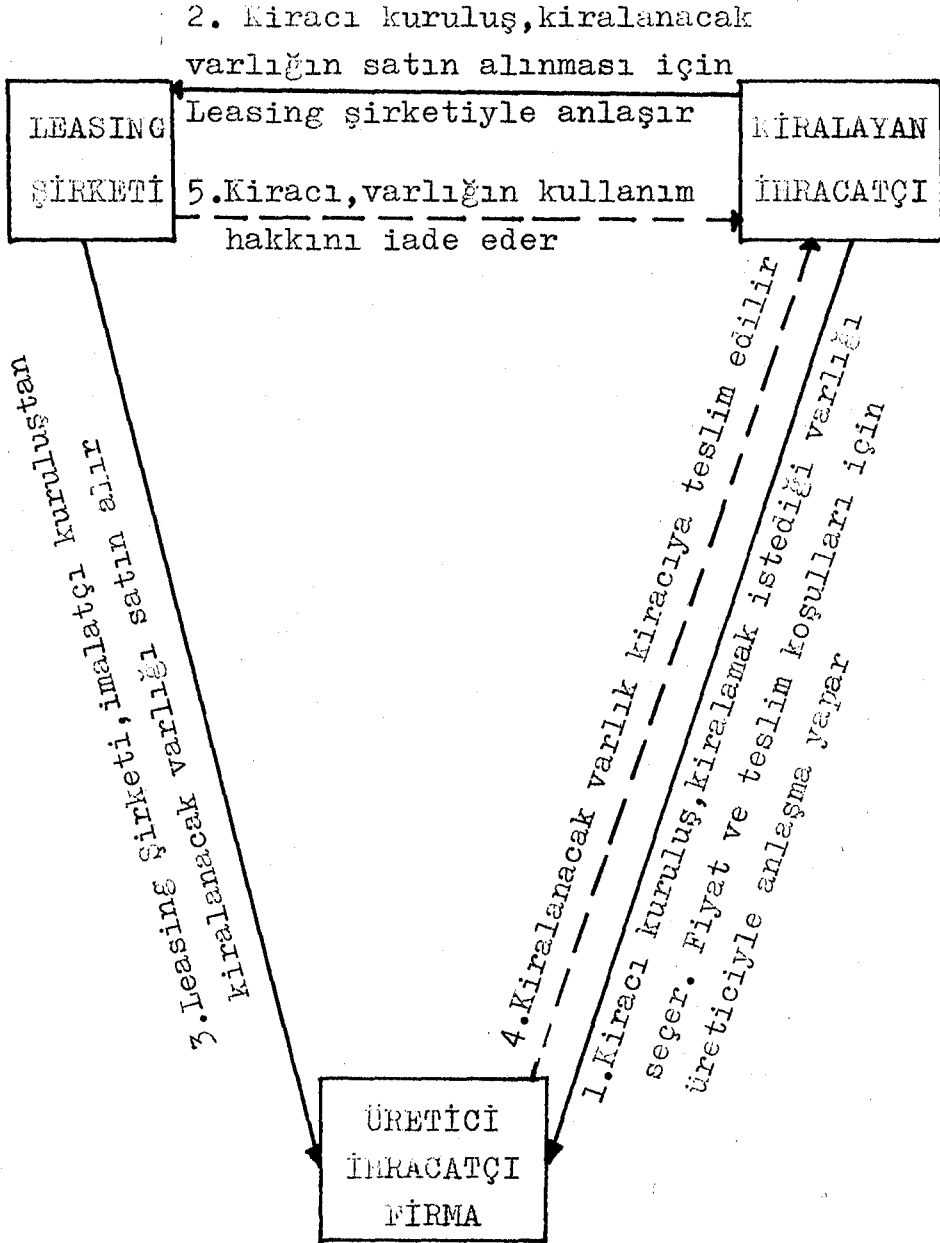 2. Kiracı kuruluş,kiralanacak
varlığın satın alınması için
Leasing şirketiyle anlaşır
LEASING
ŞİRKETİ
KİRALAYAN
İHRACATÇI
5.Kiracı,varlığın kullanım
hakkını iade eder
3.Leasing şirketi,imalatçı kuruluştan
kiralanacak varlığı satın alır
4.Kiralanacak varlık kiracıya teslim edilir
1.Kiracı kuruluş,kiralamak istediği varlığı
seçer. Fiyat ve teslim koşulları için
üreticiyle anlaşma yapar
ÜRETİCİ
İHRACATÇI
FİRMA